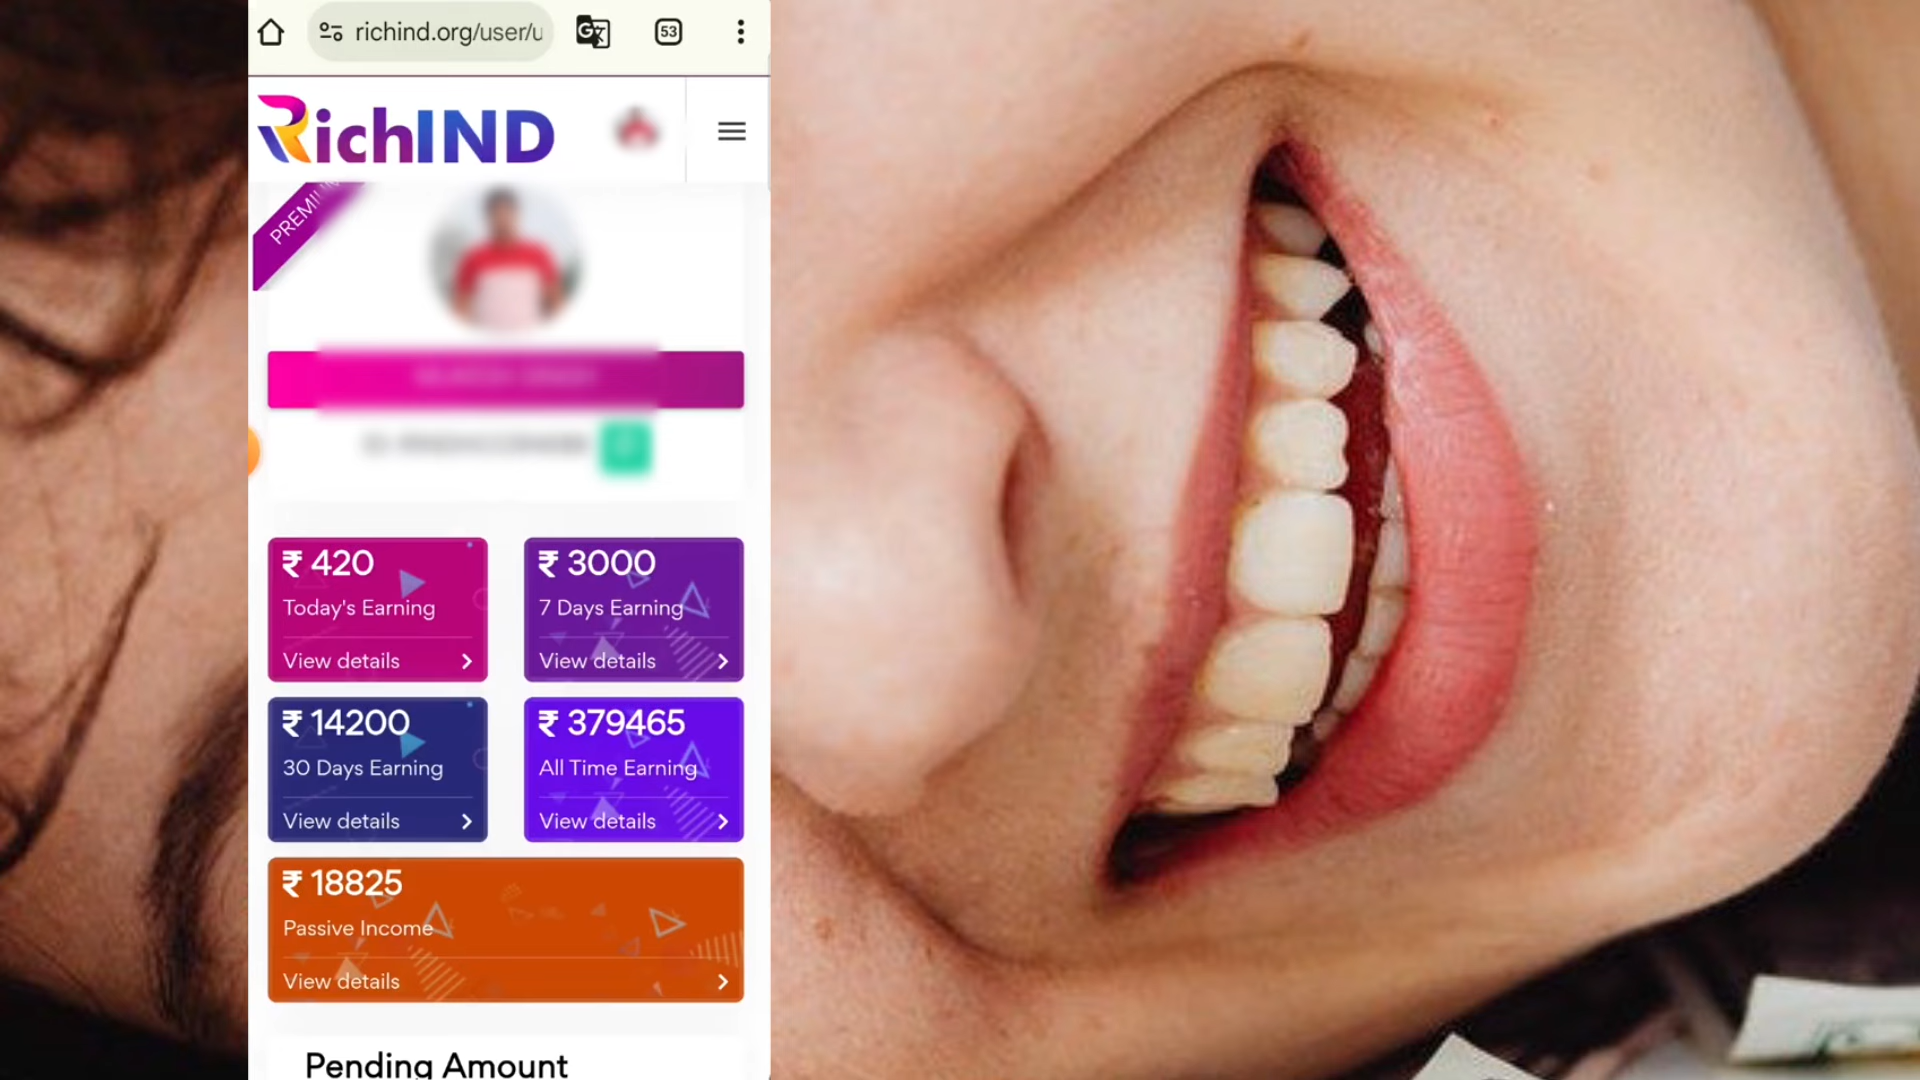 richind.org/user/u
53
RichIND
PREMI
₹ 420
Today's Earning
View details
₹ 3000
7 Days Earning
View details
₹ 14200
30 Days Earning
View details
₹ 379465
All Time Earning
View details
₹ 18825
Passive Income
View details
Pending Amount